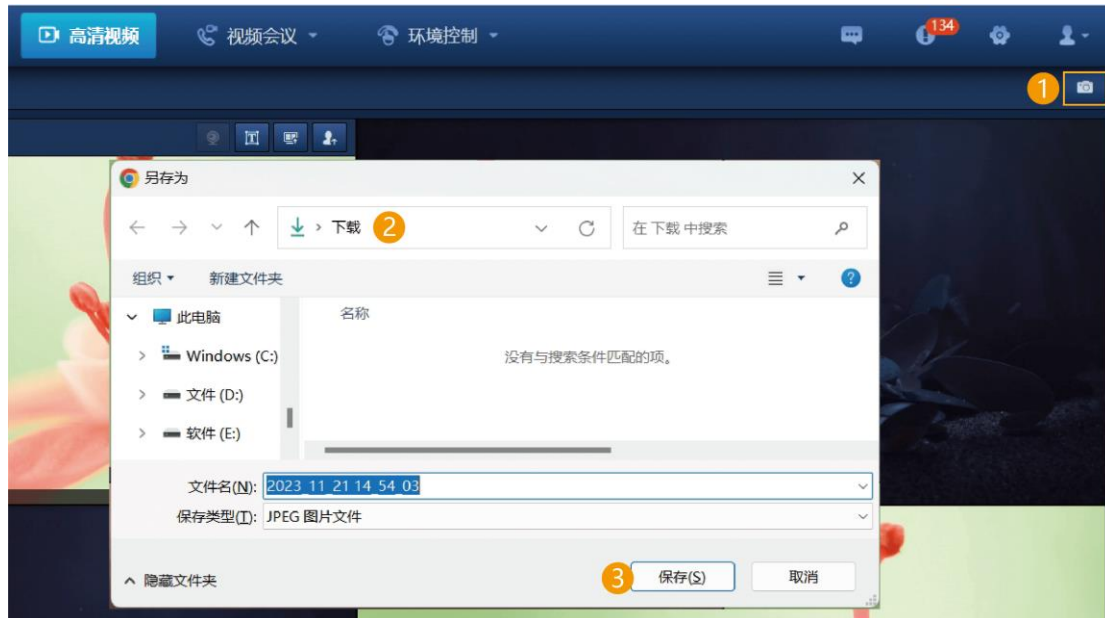 高清视频 视频会议 环境控制 134
1
T
另存为
下载 2 在 下载 中搜索
组织 新建文件夹 ?
此电脑 名称
Windows (C:) 没有与搜索条件匹配的项。
文件 (D:)
软件 (E:)
文件名(N): 2023_11_21 14_54_03
保存类型(T): JPEG 图片文件
隐藏文件夹 3 保存(S) 取消